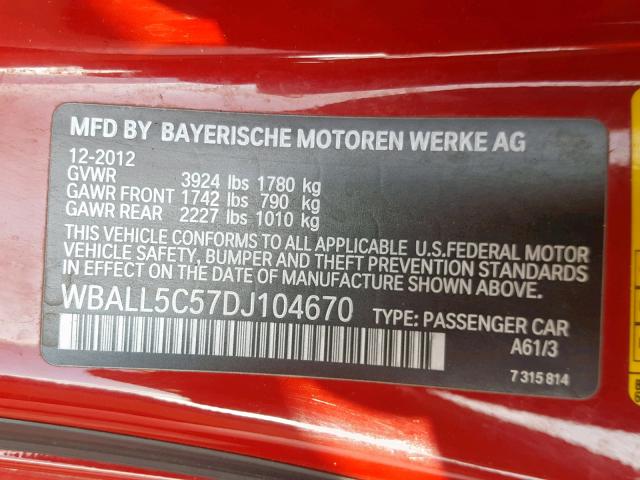 MFD BY BAYERISCHE MOTOREN WERKE AG
12-2012
GVWR 3924 lbs 1780 kg
GAWR FRONT 1742 lbs 790 kg
GAWR REAR 2227 lbs 1010 kg
THIS VEHICLE CONFORMS TO ALL APPLICABLE U.S.FEDERAL MOTOR
VEHICLE SAFETY, BUMPER, AND THEFT PREVENTION STANDARDS
IN EFFECT ON THE DATE OF MANUFACTURE SHOWN ABOVE.
WBALL5C57DJ104670 TYPE: PASSENGER CAR
A61/3
7 315 814